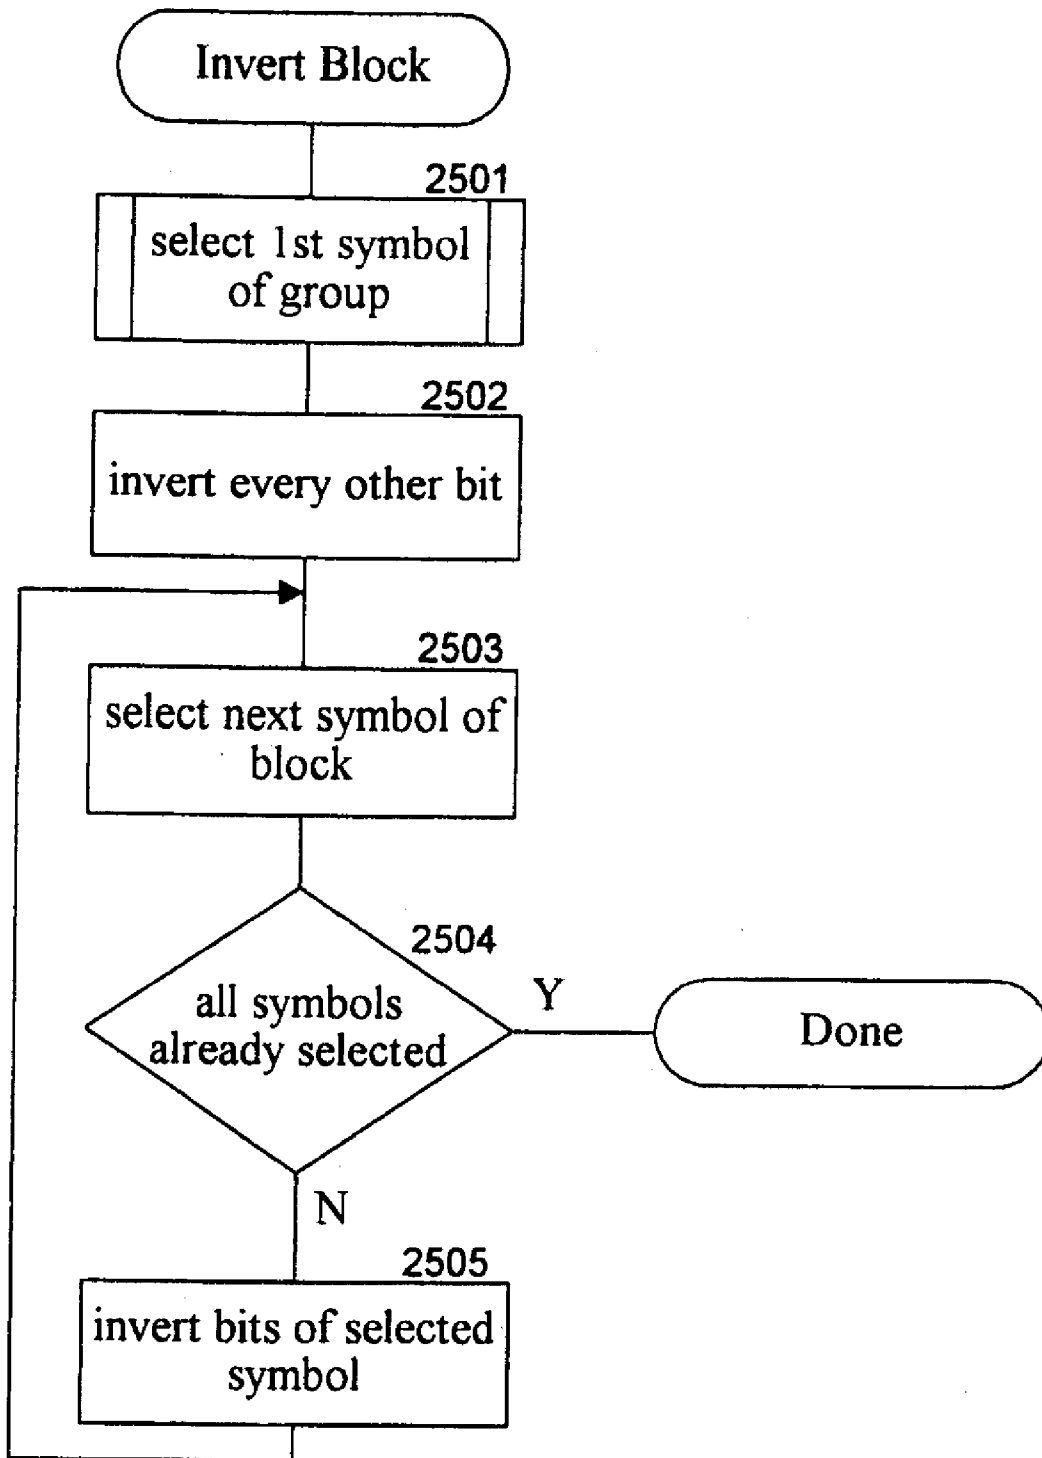 Invert Block
2501
select 1st symbol
of group
2502
invert every other bit
2503
select next symbol of
block
2504
all symbols
already selected
Y
Done
N
2505
invert bits of selected
symbol